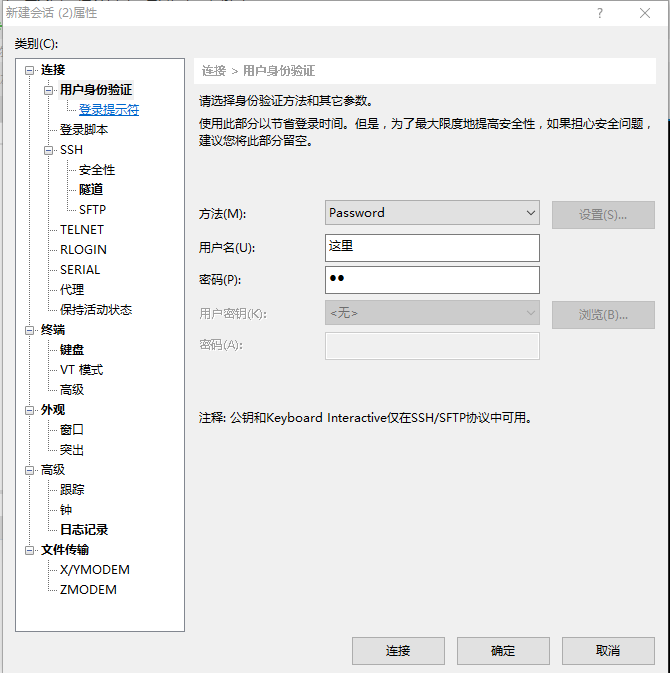 新建会话 (2)属性
?
类别(C):
连接
用户身份验证
登录提示符
登录脚本
SSH
安全性
隧道
SFTP
TELNET
RLOGIN
SERIAL
代理
保持活动状态
终端
键盘
VT 模式
高级
外观
窗口
突出
高级
跟踪
钟
日志记录
文件传输
X/YMODEM
ZMODEM
连接 > 用户身份验证
请选择身份验证方法和其它参数。
使用此部分以节省登录时间。但是，为了最大限度地提高安全性，如果担心安全问题，
建议您将此部分留空。
方法(M): Password 设置(S)...
用户名(U): 这里
密码(P): ●●
用户密钥(K): <无> 浏览(B)...
密码(A):
注释: 公钥和Keyboard Interactive仅在SSH/SFTP协议中可用。
连接 确定 取消